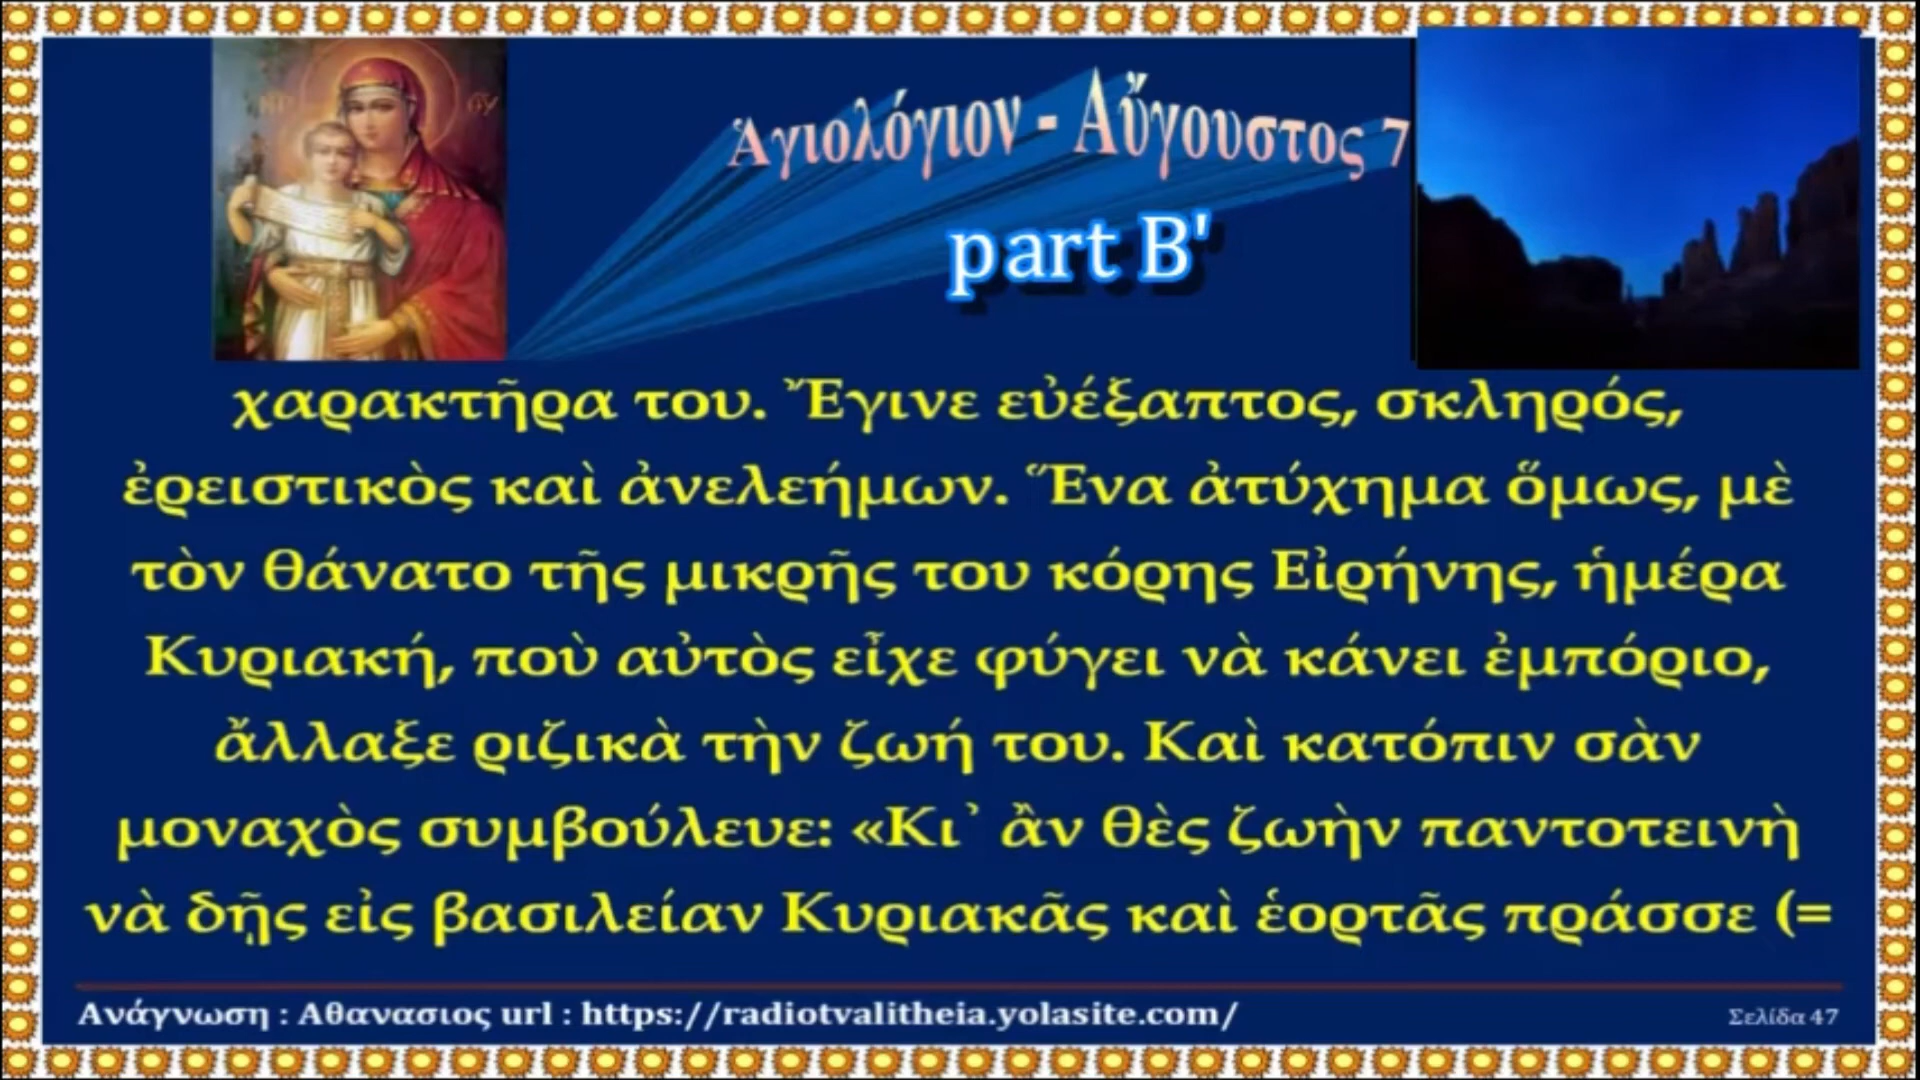 Ἁγιολόγιον - Αὔγουστος 7
part B'
χαρακτῆρα του. Ἔγινε εὐέξαπτος, σκληρός,
ἐρειστικὸς καὶ ἀνελεήμων. Ἕνα ἀτύχημα ὅμως, μὲ
τὸν θάνατο τῆς μικρῆς του κόρης Εἰρήνης, ἡμέρα
Κυριακή, ποὺ αὐτὸς εἶχε φύγει νὰ κάνει ἐμπόριο,
ἄλλαξε ριζικὰ τὴν ζωή του. Καὶ κατόπιν σὰν
μοναχὸς συμβούλευε: «Κι᾿ ἂν θὲς ζωὴν παντοτεινὴ
νὰ δῇς εἰς βασιλείαν Κυριακᾶς καὶ ἑορτᾶς πράσσε (=
Ανάγνωση : Αθανασιος url : https://radiotvalitheia.yolasite.com/
Σελίδα 47